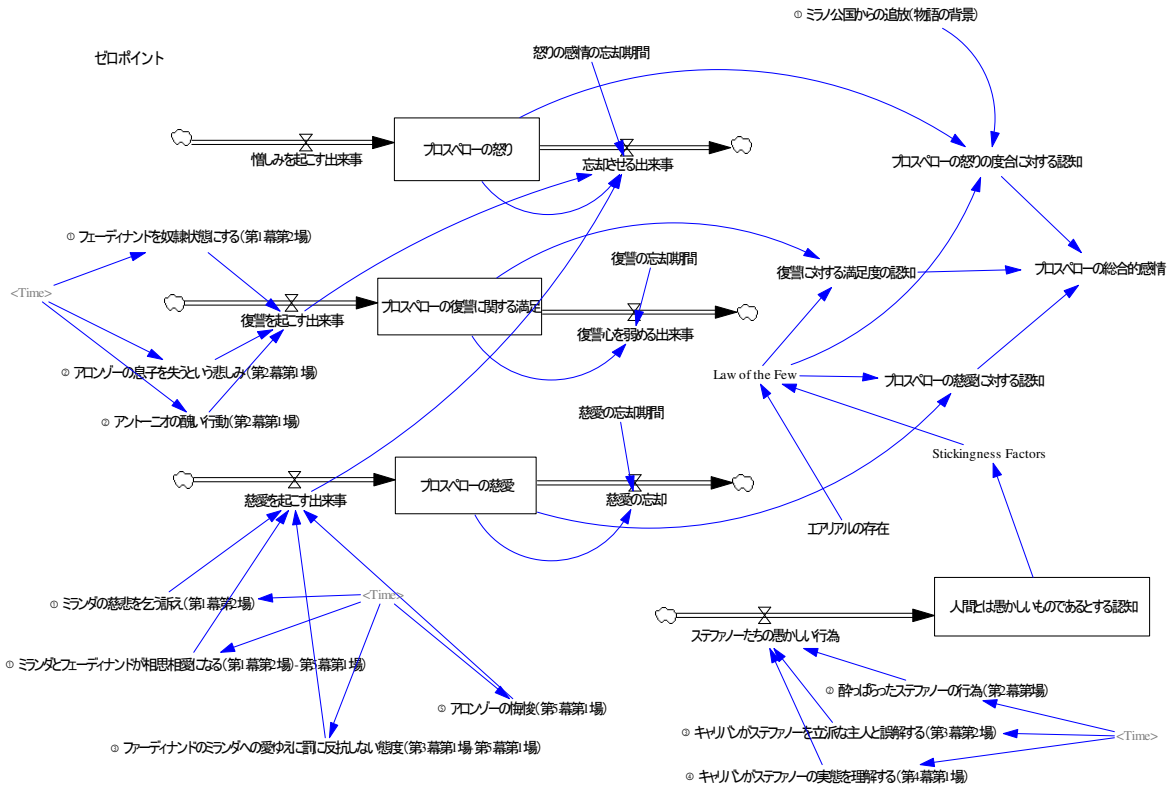 ① ミラノ公国からの追放(物語の背景)
ゼロポイント
怒りの感情の忘却期間
憎しみを起こす出来事
プロスペローの怒り
忘却させる出来事
プロスペローの怒りの度合に対する認知
① フェーディナンドを奴隷状態にする(第1幕第2場)
復讐の忘却期間
復讐に対する満足度の認知
プロスペローの総合的感情
<Time>
復讐を起こす出来事
プロスペローの復讐に関する満足
復讐心を弱める出来事
② アロンゾーの息子を失うという悲しみ(第2幕第1場)
Law of the Few
プロスペローの慈愛に対する認知
② アントーニオの醜い行動(第2幕第1場)
慈愛の忘却期間
Stickingness Factors
慈愛を起こす出来事
プロスペローの慈愛
慈愛の忘却
エアリアルの存在
① ミランダの慈悲を乞う訴え(第1幕第2場)
<Time>
人間とは愚かしいものであるとする認知
ステファノーたちの愚かしい行為
① ミランダとフェーディナンドが相思相愛になる(第1幕第2場)-第5幕第1場)
② 酔っぱらったステファノーの行為(第2幕第場)
⑤ アロンゾーの悔悛(第5幕第1場)
③ キャリバンがステファノーを立派な主人と誤解する(第3幕第2場)
<Time>
③ ファーディナンドのミランダへの愛ゆえに罰に反抗しない態度(第3幕第1場-第5幕第1場)
④ キャリバンがステファノーの実態を理解する(第4幕第1場)